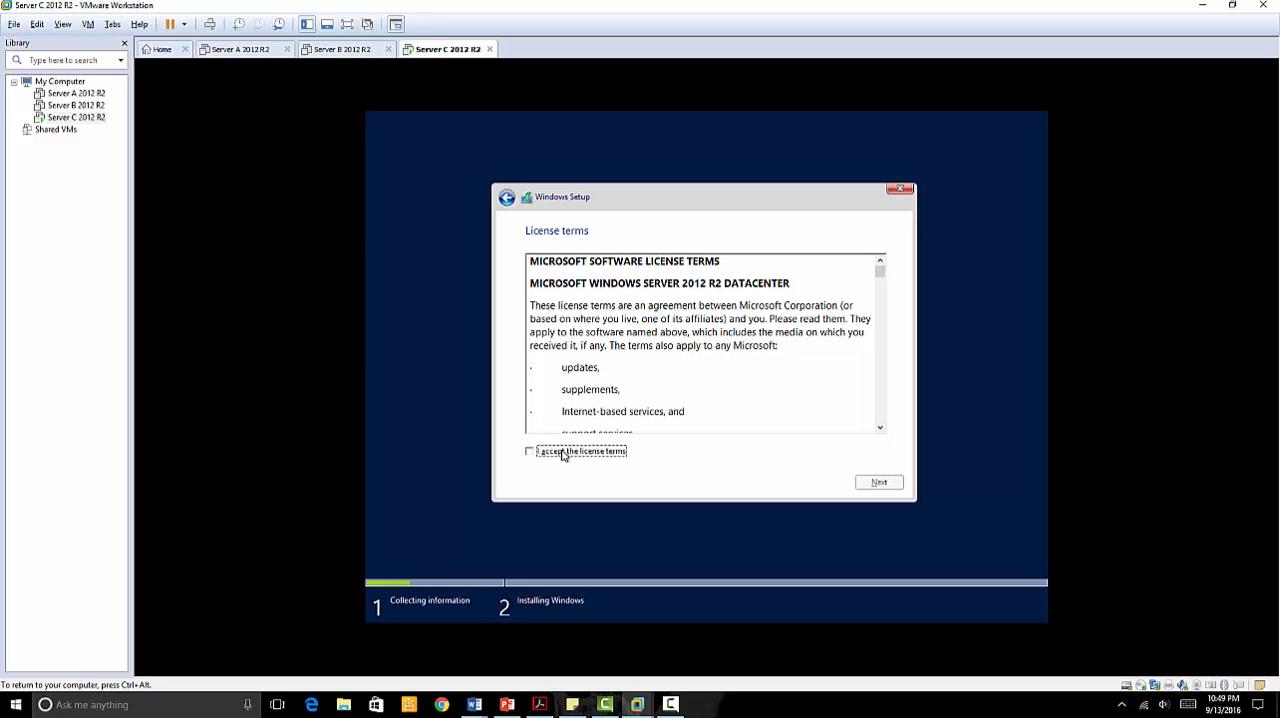 Server C 2012 R2 - VMware Workstation
File Edit View VM Tabs Help
Library
Type here to search
My Computer
Server A 2012 R2
Server B 2012 R2
Server C 2012 R2
Shared VMs
Home Server A 2012 R2 Server B 2012 R2 Server C 2012 R2
Windows Setup
License terms
MICROSOFT SOFTWARE LICENSE TERMS
MICROSOFT WINDOWS SERVER 2012 R2 DATACENTER
These license terms are an agreement between Microsoft Corporation (or
based on where you live, one of its affiliates) and you. Please read them. They
apply to the software named above, which includes the media on which you
received it, if any. The terms also apply to any Microsoft:
· updates,
· supplements,
· Internet-based services, and
support services
I accept the license terms
Next
1 Collecting information 2 Installing Windows
To return to your computer, press Ctrl+Alt.
Ask me anything
10:49 PM
9/13/2016